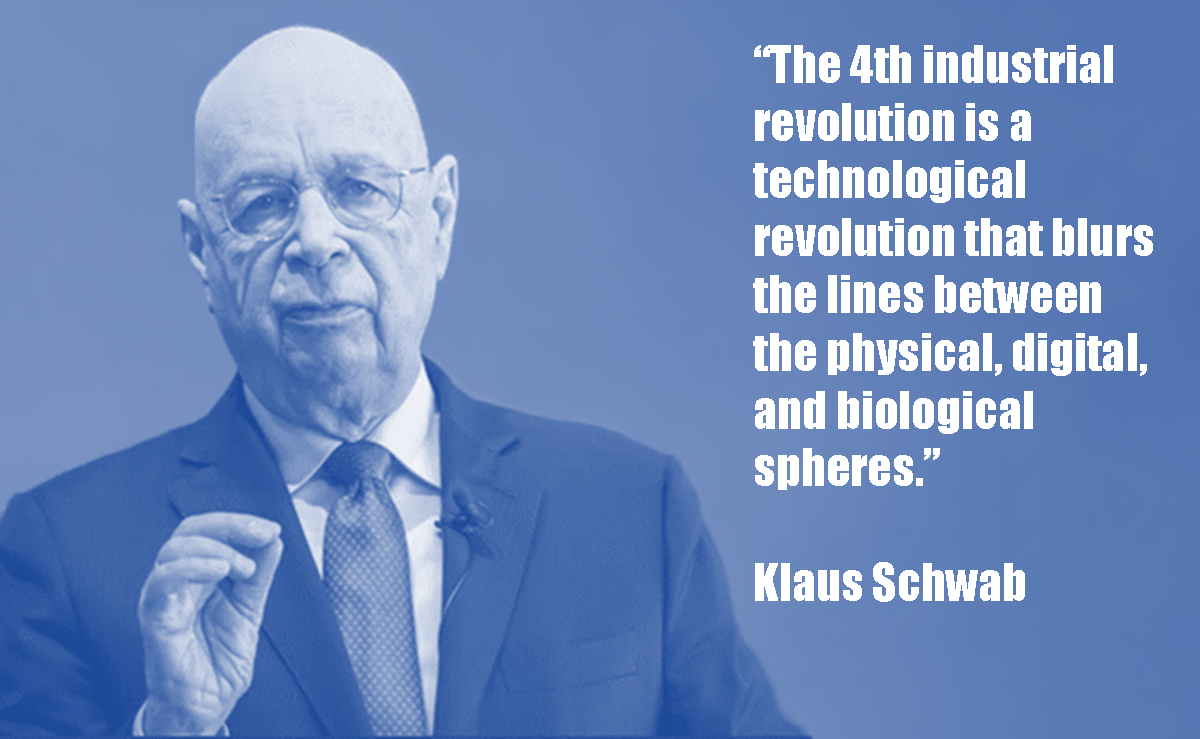 “The 4th industrial
revolution is a
technological
revolution that blurs
the lines between
the physical, digital,
and biological
spheres.”
Klaus Schwab